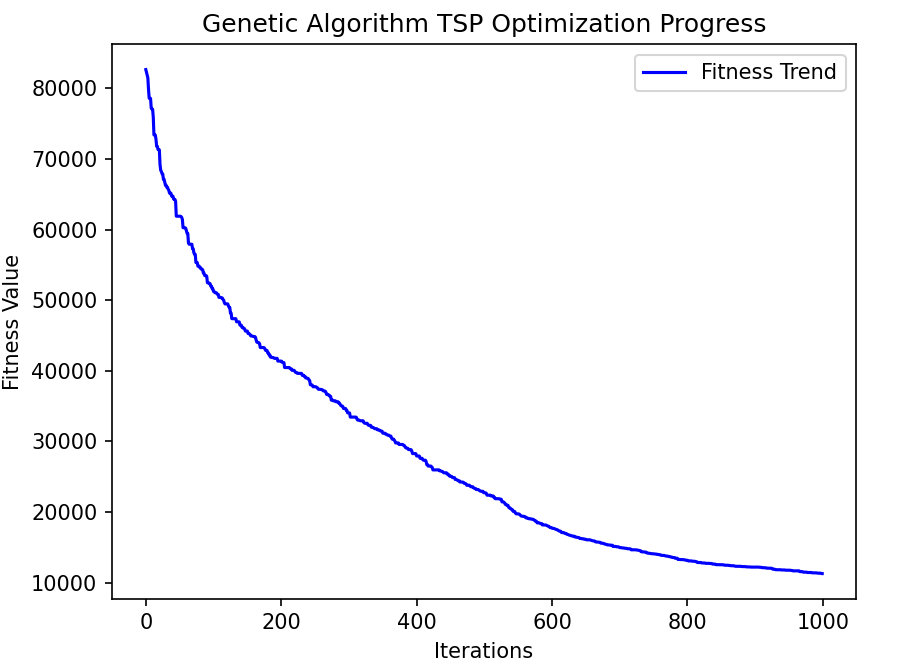 Genetic Algorithm TSP Optimization Progress
Fitness Trend
Fitness Value
80000
70000
60000
50000
40000
30000
20000
10000
0 200 400 600 800 1000
Iterations